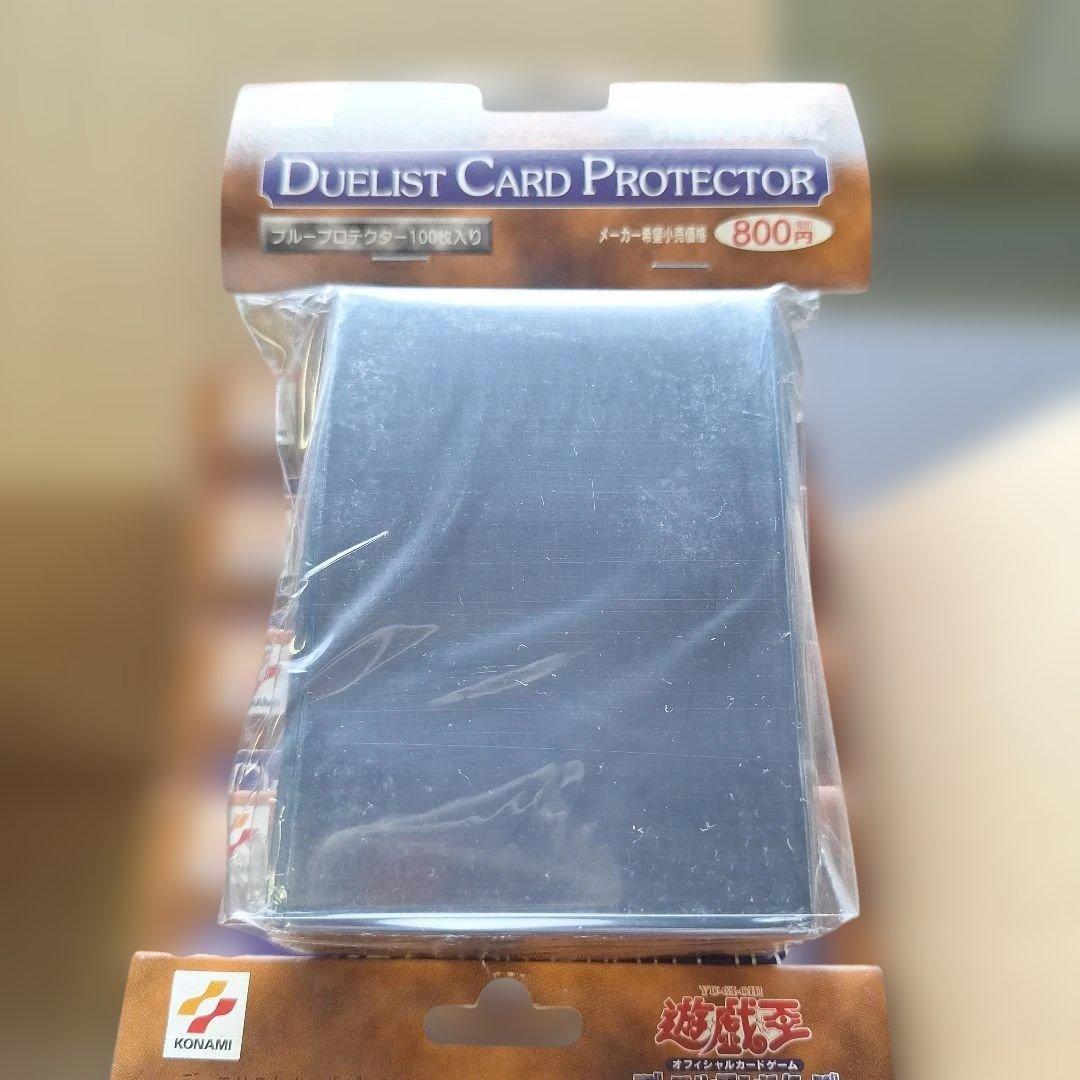 DUELIST CARD PROTECTOR
ブループロテクター100枚入り
メーカー希望小売価格 800円(税別)
KONAMI
YU-GI-OH!
遊戯王
オフィシャルカードゲーム